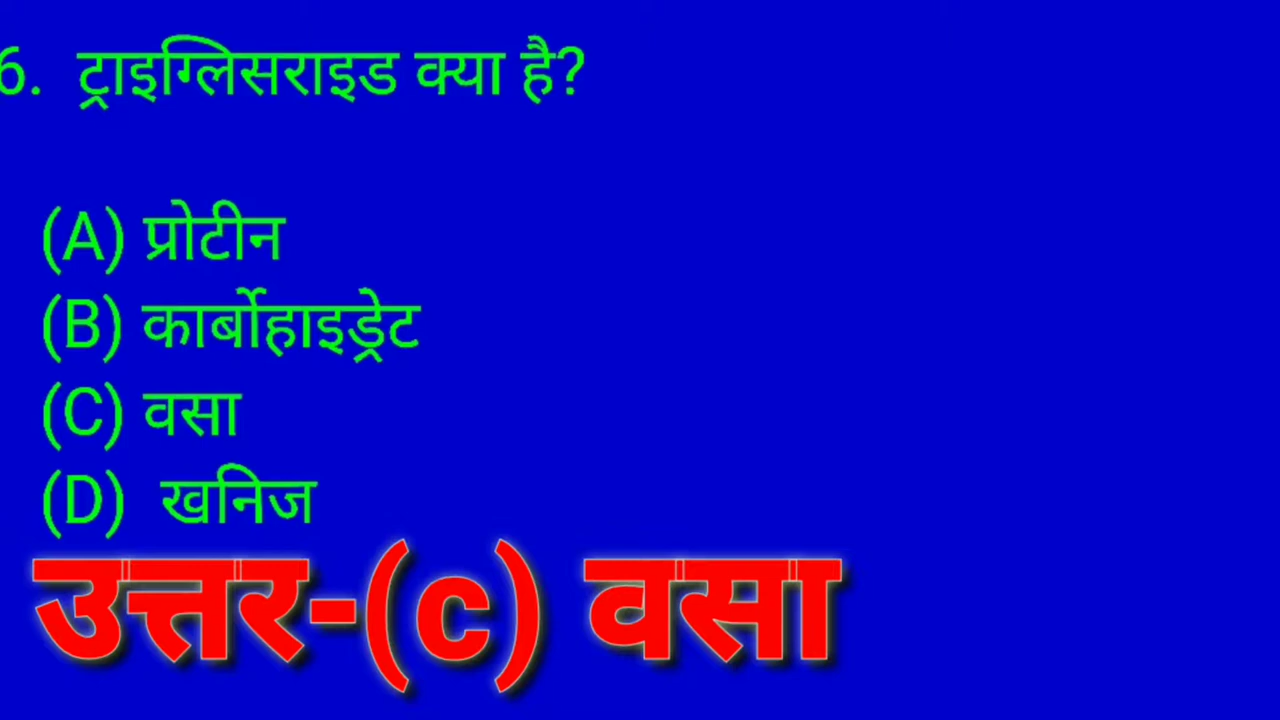 6. ट्राइग्लिसराइड क्या है?
(A) प्रोटीन
(B) कार्बोहाइड्रेट
(C) वसा
(D) खनिज
उत्तर-(c) वसा